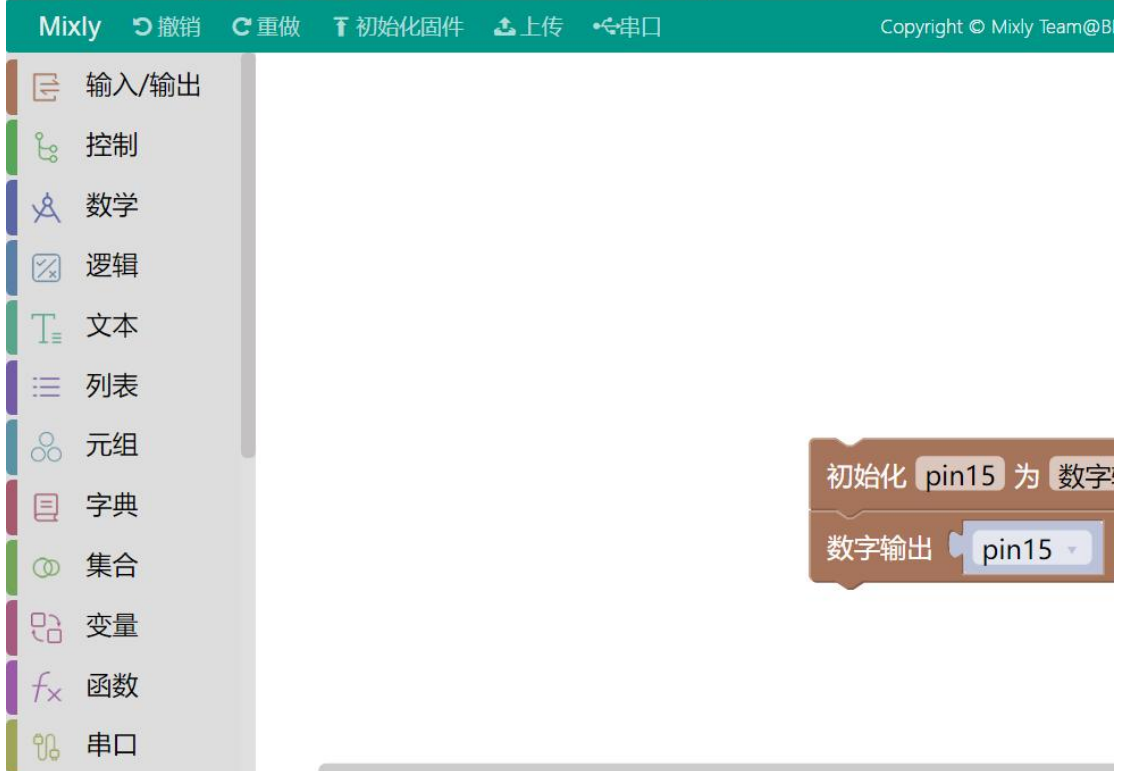 Mixly 撤销 重做 初始化固件 上传 串口 Copyright © Mixly Team@B
输入/输出
控制
数学
逻辑
文本
列表
元组
字典
集合
变量
函数
串口
初始化 pin15 为 数字
数字输出 pin15